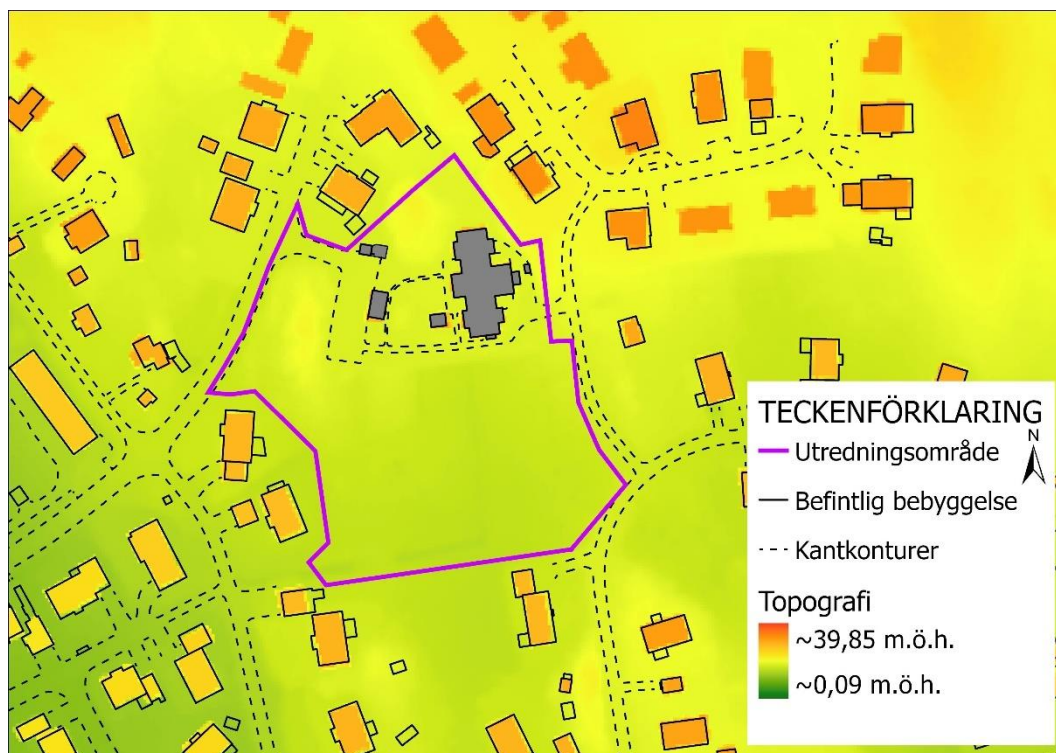 TECKENFÖRKLARING
N
Utredningsområde
Befintlig bebyggelse
Kantkonturer
Topografi
~39,85 m.ö.h.
~0,09 m.ö.h.